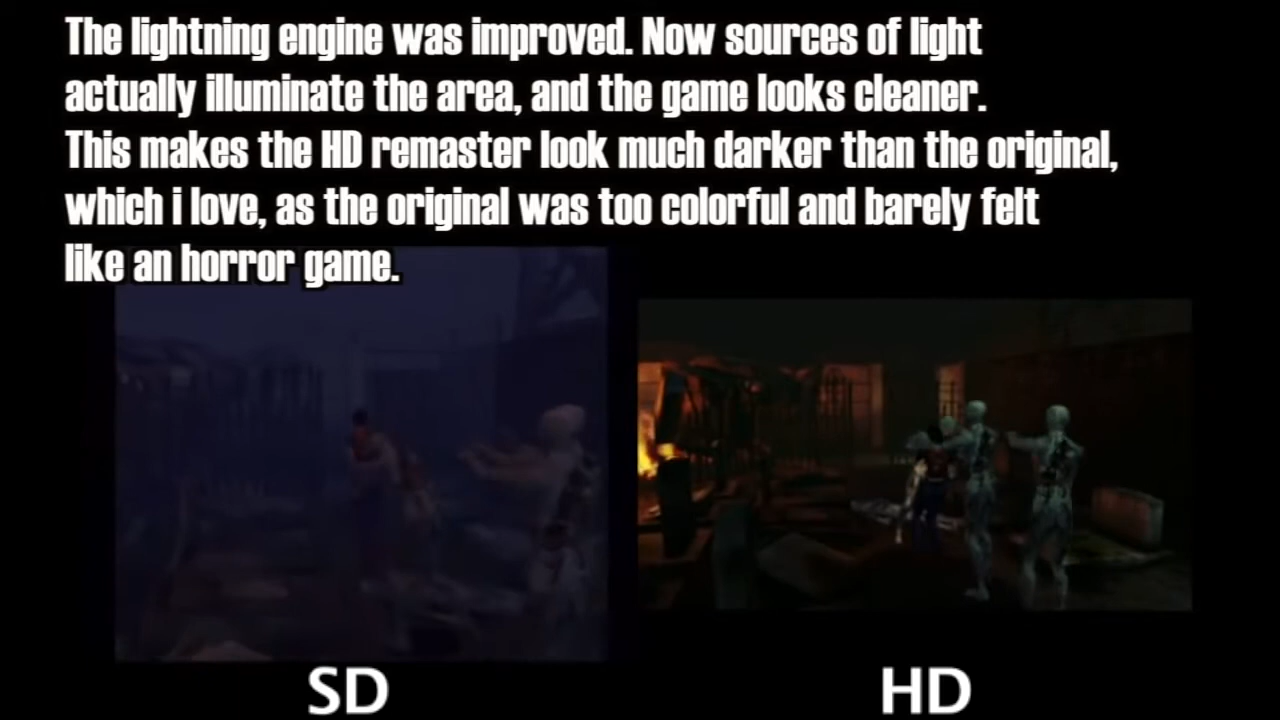 The lightning engine was improved. Now sources of light
actually illuminate the area, and the game looks cleaner.
This makes the HD remaster look much darker than the original,
which i love, as the original was too colorful and barely felt
like an horror game.
SD
HD